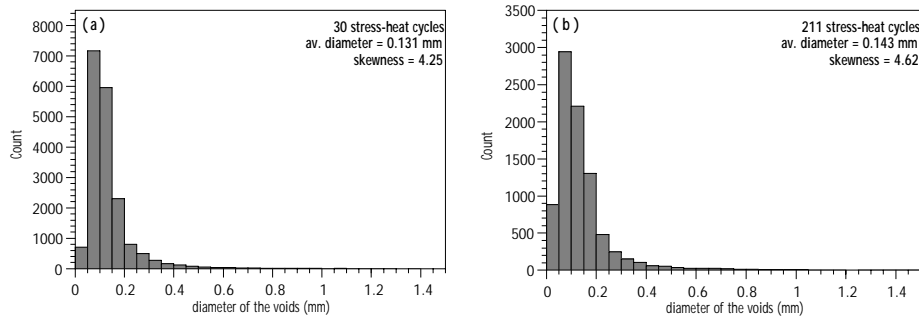 (a)
30 stress-heat cycles
av. diameter = 0.131 mm
skewness = 4.25
8000
7000
6000
5000
4000
3000
2000
1000
0
Count
0 0.2 0.4 0.6 0.8 1 1.2 1.4
diameter of the voids (mm)
(b)
211 stress-heat cycles
av. diameter = 0.143 mm
skewness = 4.62
3500
3000
2500
2000
1500
1000
500
0
Count
0 0.2 0.4 0.6 0.8 1 1.2 1.4
diameter of the voids (mm)